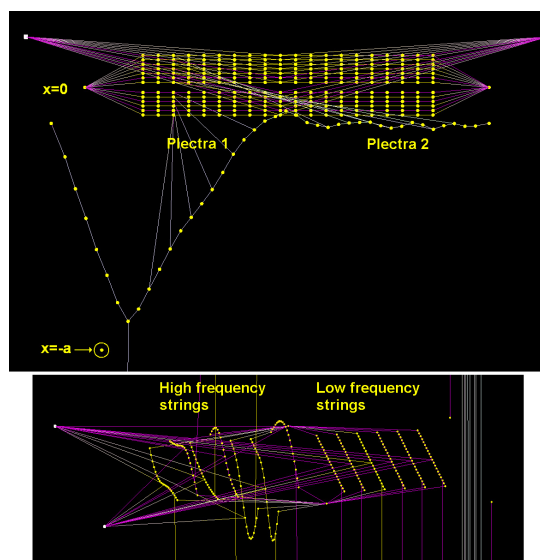 x=0
Plectra 1
Plectra 2
x=-a
High frequency
strings
Low frequency
strings